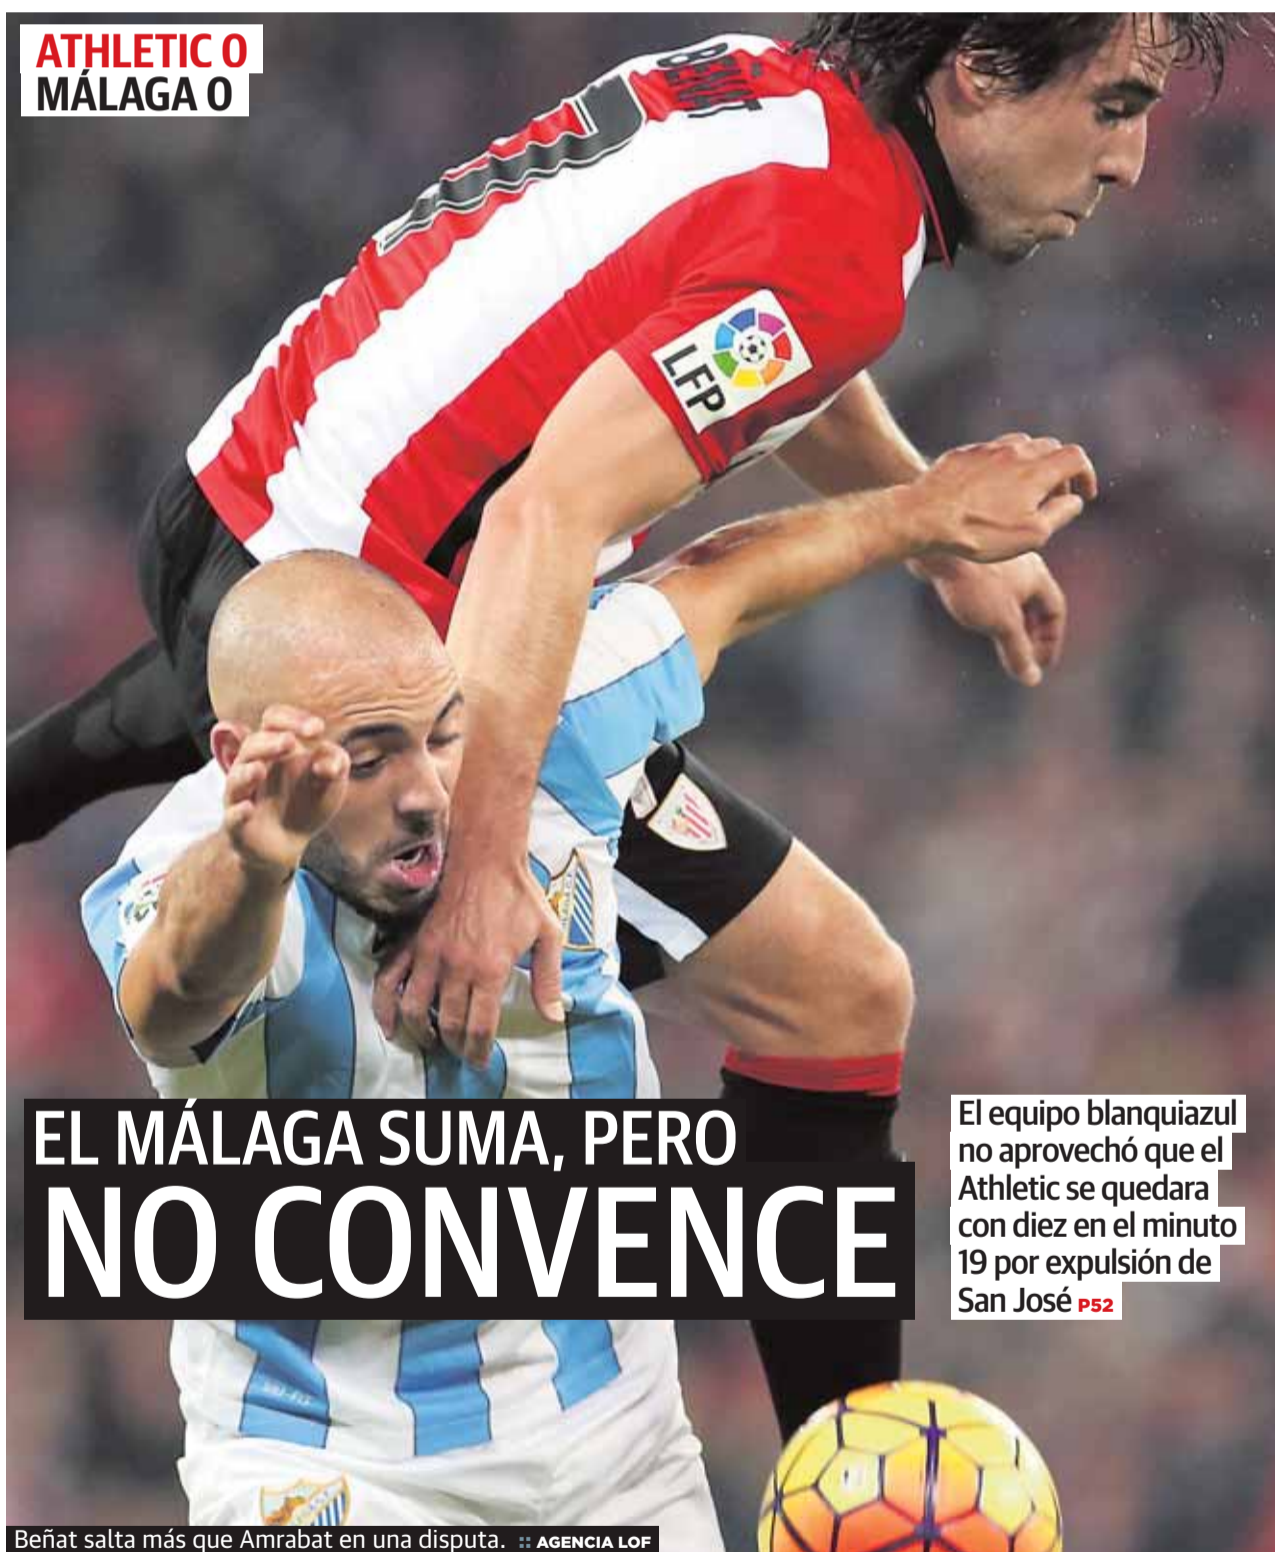 ATHLETIC 0
MÁLAGA 0
BEÑAT
7
LFP
EL MÁLAGA SUMA, PERO
NO CONVENCE
El equipo blanquiazul
no aprovechó que el
Athletic se quedara
con diez en el minuto
19 por expulsión de
San José P52
Beñat salta más que Amrabat en una disputa. :: AGENCIA LOF